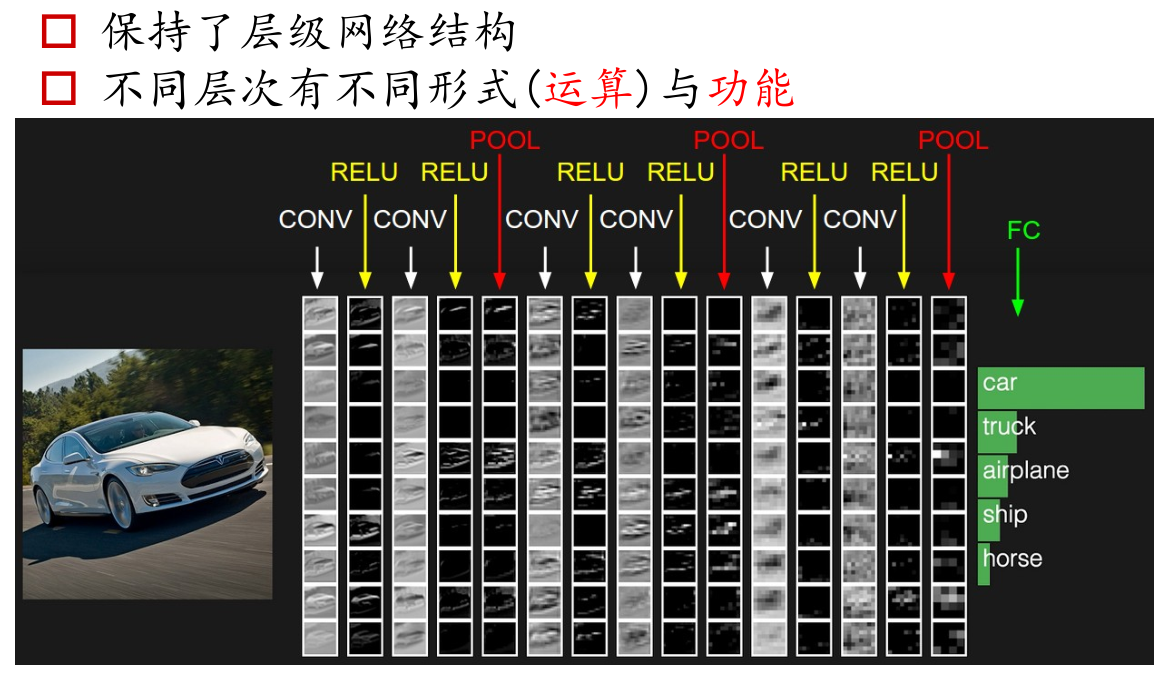 保持了层级网络结构
不同层次有不同形式(运算)与功能
POOL POOL POOL
RELU RELU RELU RELU RELU RELU
CONV CONV CONV CONV CONV CONV
FC
car
truck
airplane
ship
horse